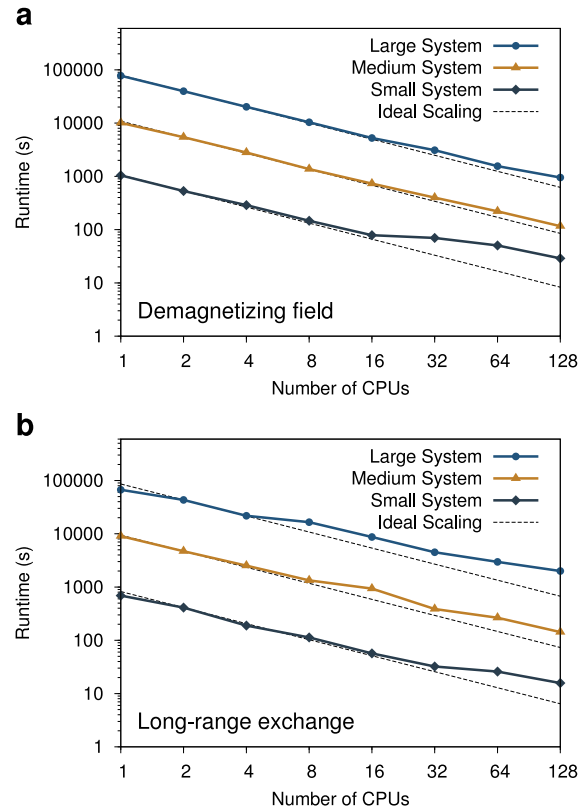 a
Large System
Medium System
Small System
Ideal Scaling
100000
10000
1000
100
10
1
Runtime (s)
Demagnetizing field
1 2 4 8 16 32 64 128
Number of CPUs
b
Large System
Medium System
Small System
Ideal Scaling
100000
10000
1000
100
10
1
Runtime (s)
Long-range exchange
1 2 4 8 16 32 64 128
Number of CPUs